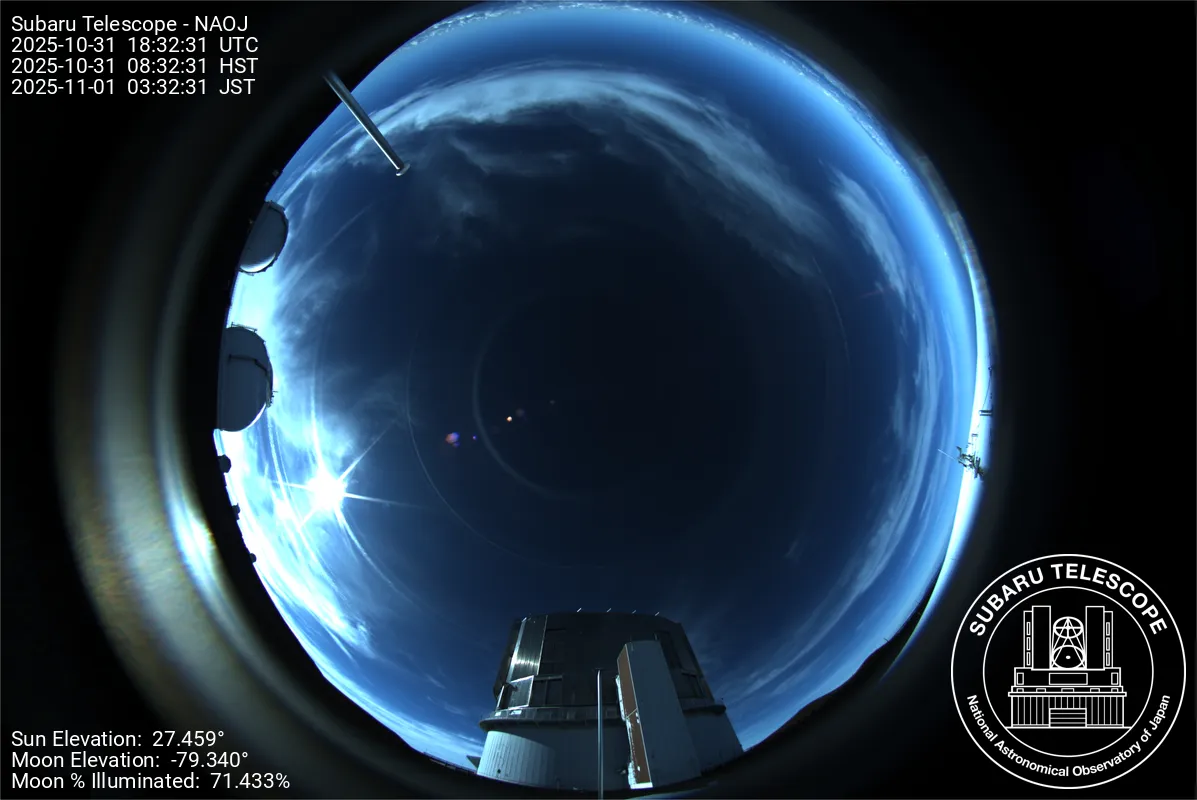 Subaru Telescope - NAOJ
2025-10-31 18:32:31 UTC
2025-10-31 08:32:31 HST
2025-11-01 03:32:31 JST
SUBARU TELESCOPE
National Astronomical Observatory of Japan
Sun Elevation: 27.459°
Moon Elevation: -79.340°
Moon % Illuminated: 71.433%